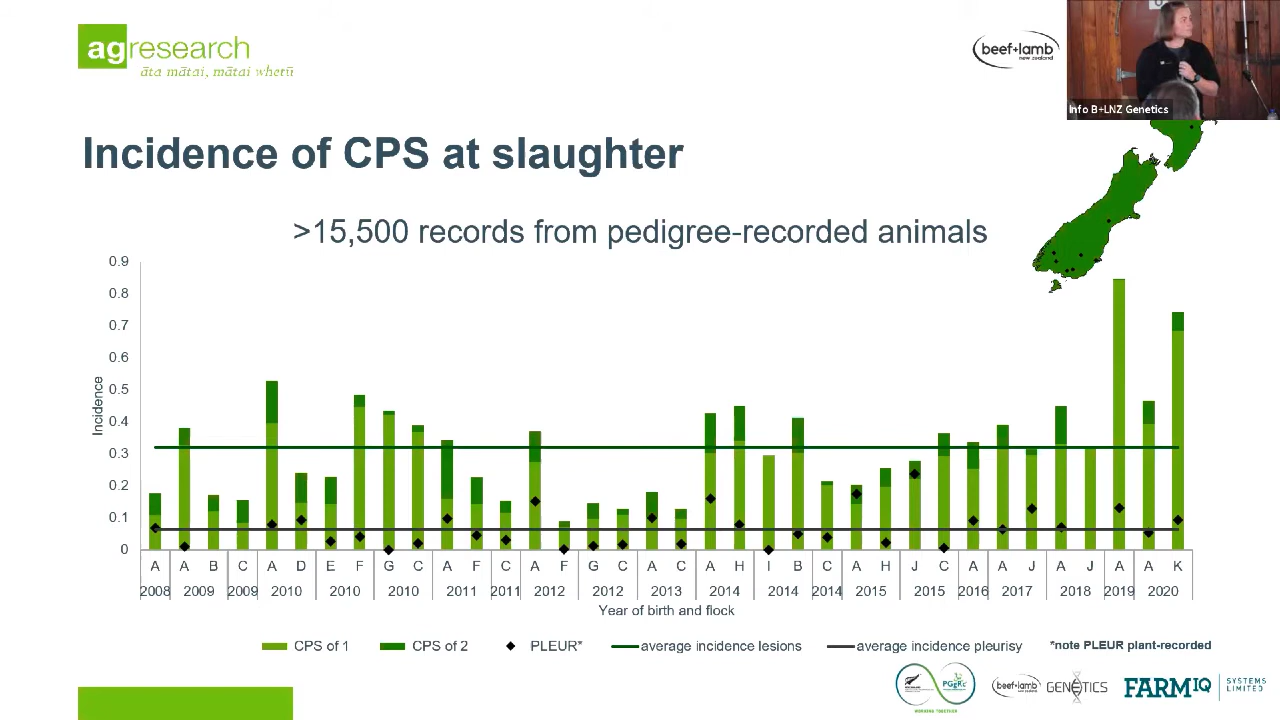 agresearch
āta mātai, mātai whetū
beef+lamb
new zealand
Info B+LNZ Genetics
Incidence of CPS at slaughter
>15,500 records from pedigree-recorded animals
0.9
0.8
0.7
0.6
0.5
0.4
0.3
0.2
0.1
0
Incidence
A A B C A D E F G C A F C A F G C A C A H I B C A H J C A A J A J A A K
2008 2009 2009 2010 2010 2010 2011 2011 2012 2012 2013 2014 2014 2014 2015 2015 2016 2017 2018 2019 2020
Year of birth and flock
CPS of 1 CPS of 2 PLEUR* average incidence lesions average incidence pleurisy *note PLEUR plant-recorded
PGgRc
WORKING TOGETHER
beef+lamb
new zealand
GENETICS
FARMIQ SYSTEMS
LIMITED